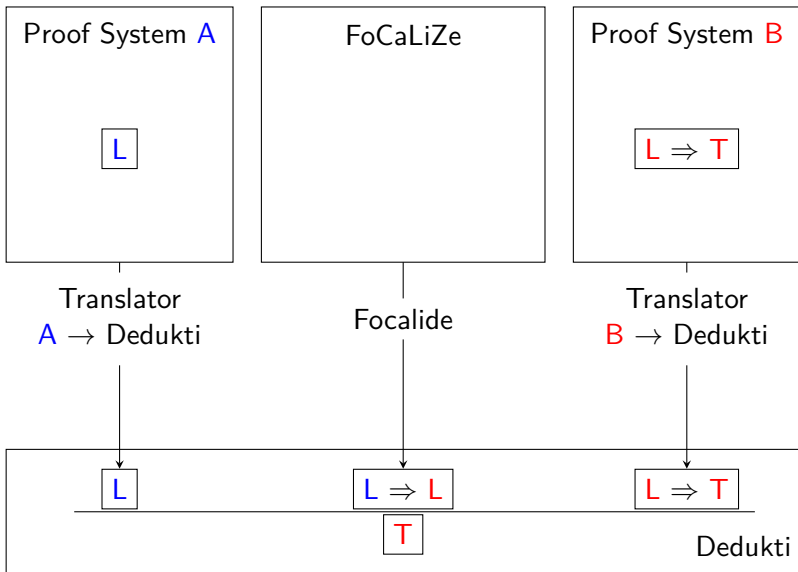 Proof System A
L
Translator
A → Dedukti
FoCaLiZe
Focalide
Proof System B
L ⇒ T
Translator
B → Dedukti
L
L ⇒ L
L ⇒ T
T
Dedukti